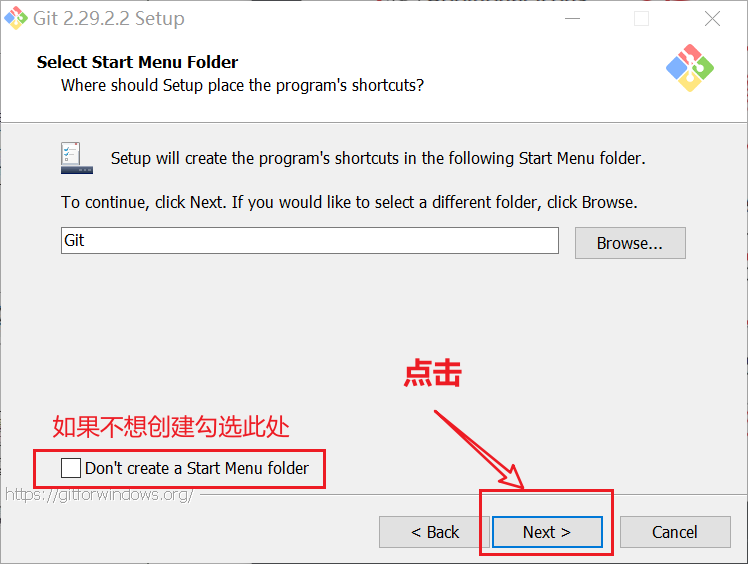 Git 2.29.2.2 Setup
Select Start Menu Folder
Where should Setup place the program's shortcuts?
Setup will create the program's shortcuts in the following Start Menu folder.
To continue, click Next. If you would like to select a different folder, click Browse.
Git
Browse...
点击
如果不想创建勾选此处
Don't create a Start Menu folder
https://gitforwindows.org/
< Back
Next >
Cancel